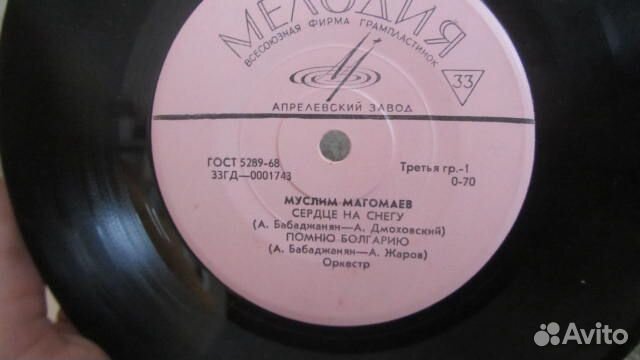 МЕЛОДИЯ
ВСЕСОЮЗНАЯ ФИРМА ГРАМПЛАСТИНОК
33
АПРЕЛЕВСКИЙ ЗАВОД
ГОСТ 5289-68
33ГД—0001743
Третья гр.-1
0-70
МУСЛИМ МАГОМАЕВ
СЕРДЦЕ НА СНЕГУ
(А. Бабаджанян—А. Дмоховский)
ПОМНЮ БОЛГАРИЮ
(А. Бабаджанян—А. Жаров)
Оркестр
Avito